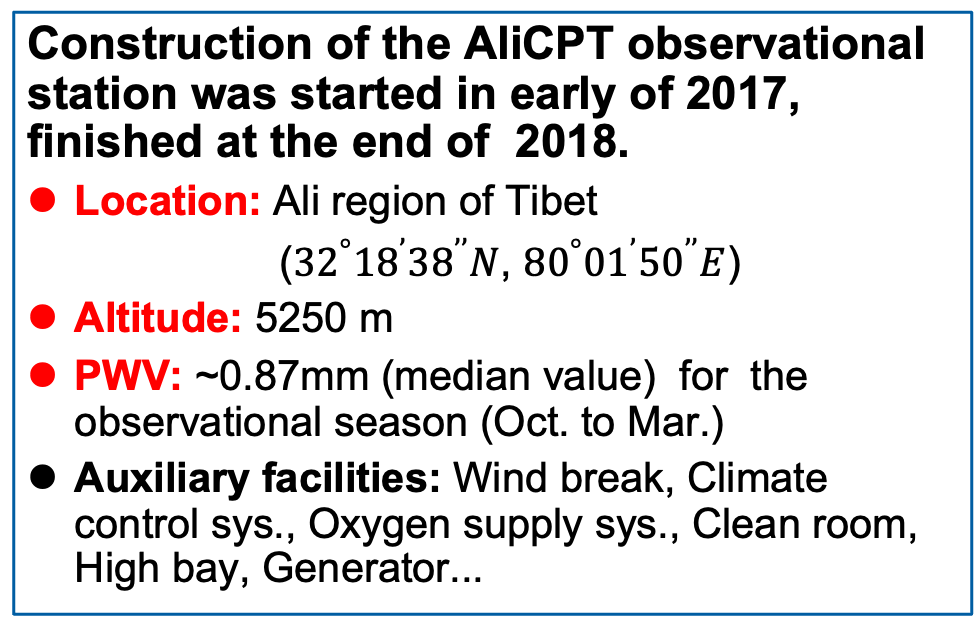 Construction of the AliCPT observational
station was started in early of 2017,
finished at the end of  2018.
● Location: Ali region of Tibet
(32°18′38″N, 80°01′50″E)
● Altitude: 5250 m
● PWV: ~0.87mm (median value)  for  the
observational season (Oct. to Mar.)
● Auxiliary facilities: Wind break, Climate
control sys., Oxygen supply sys., Clean room,
High bay, Generator...